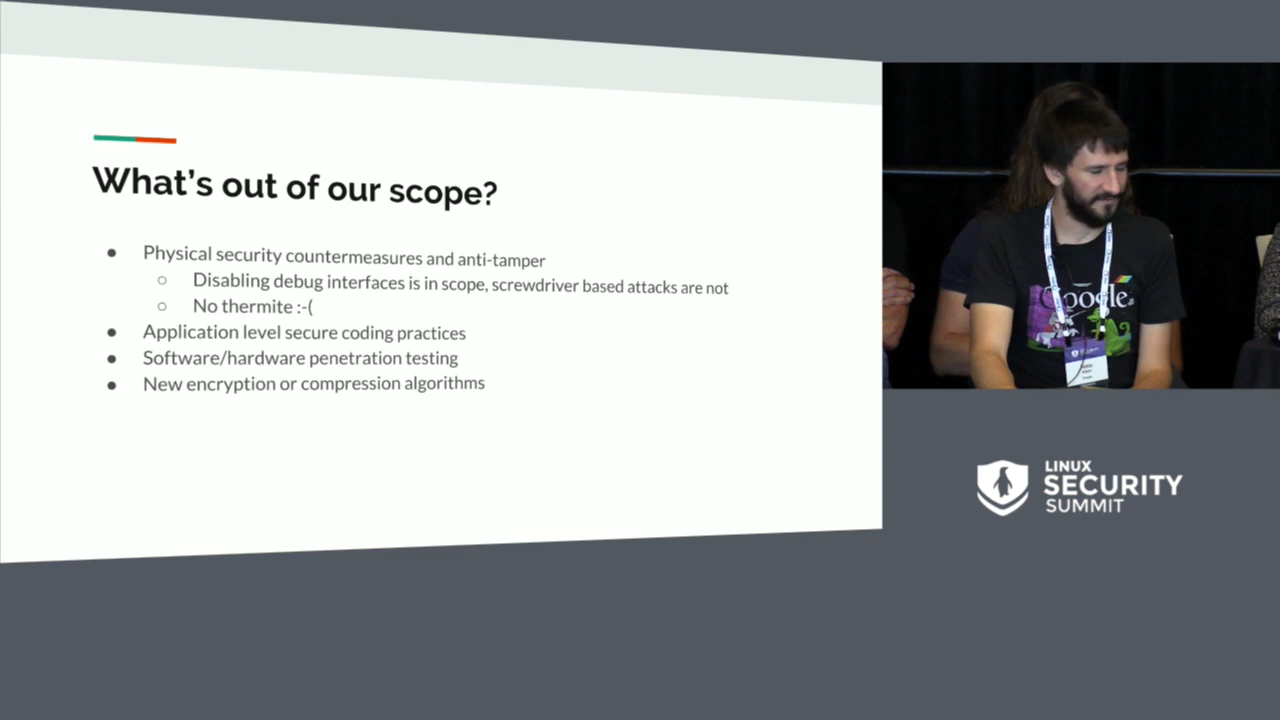 What's out of our scope?
● Physical security countermeasures and anti-tamper
○ Disabling debug interfaces is in scope, screwdriver based attacks are not
○ No thermite :-(
● Application level secure coding practices
● Software/hardware penetration testing
● New encryption or compression algorithms
Google
LINUX
SECURITY
SUMMIT